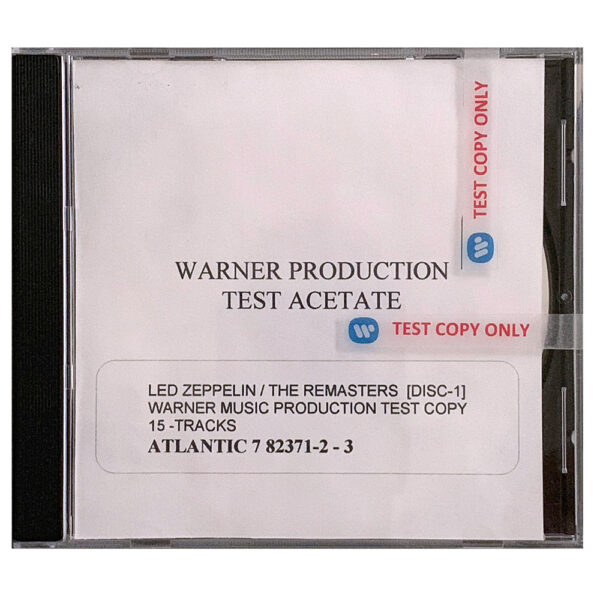 TEST COPY ONLY
WARNER PRODUCTION
TEST ACETATE
TEST COPY ONLY
LED ZEPPELIN / THE REMASTERS [DISC-1]
WARNER MUSIC PRODUCTION TEST COPY
15 -TRACKS
ATLANTIC 7 82371-2 - 3